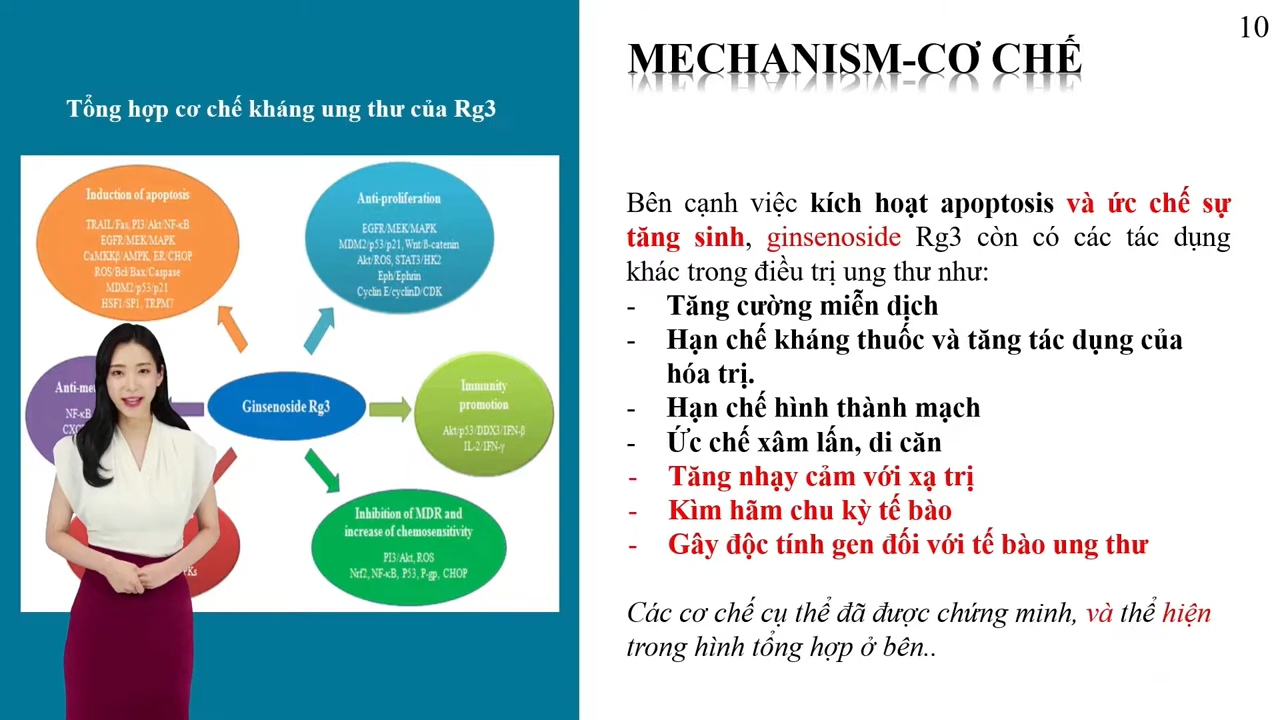 10
MECHANISM-CƠ CHẾ
Tổng hợp cơ chế kháng ung thư của Rg3
Induction of apoptosis
TRAIL/Fas, PI3/Akt/NF-κB
EGFR/MEK/MAPK
CaMKKβ/AMPK, ER/CHOP
ROS/Bcl/Bax/Caspase
MDM2/p53/p21
HSF1/SP1, TRPM7
Anti-proliferation
EGFR/MEK/MAPK
MDM2/p53/p21, Wnt/ß-catenin
Akt/ROS, STAT3/HK2
Eph/Ephrin
Cyclin E/cyclinD/CDK
NF-κB
Ginsenoside Rg3
Immunity
promotion
Akt/p53/DDX3/IFN-β
IL-2/IFN-γ
Inhibition of MDR and
increase of chemosensitivity
PI3/Akt, ROS
Nrf2, NF-κB, P53, P-gp, CHOP
Bên cạnh việc kích hoạt apoptosis và ức chế sự
tăng sinh, ginsenoside Rg3 còn có các tác dụng
khác trong điều trị ung thư như:
- Tăng cường miễn dịch
- Hạn chế kháng thuốc và tăng tác dụng của
hóa trị.
- Hạn chế hình thành mạch
- Ức chế xâm lấn, di căn
- Tăng nhạy cảm với xạ trị
- Kìm hãm chu kỳ tế bào
- Gây độc tính gen đối với tế bào ung thư
Các cơ chế cụ thể đã được chứng minh, và thể hiện
trong hình tổng hợp ở bên..